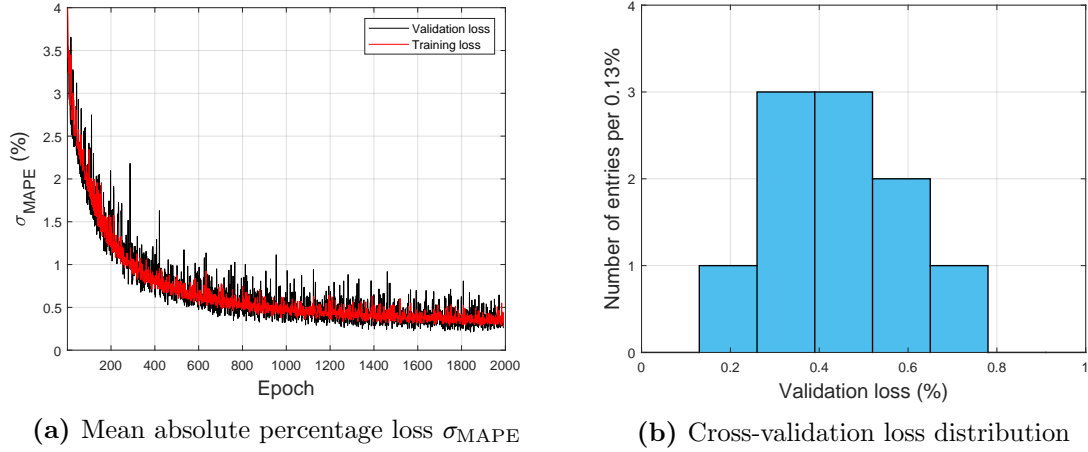 4
3.5
3
2.5
2
1.5
1
0.5
0
200 400 600 800 1000 1200 1400 1600 1800 2000
σMAPE (%)
Epoch
Validation loss
Training loss
(a) Mean absolute percentage loss σMAPE
4
3
2
1
0
0 0.2 0.4 0.6 0.8 1
Number of entries per 0.13%
Validation loss (%)
(b) Cross-validation loss distribution